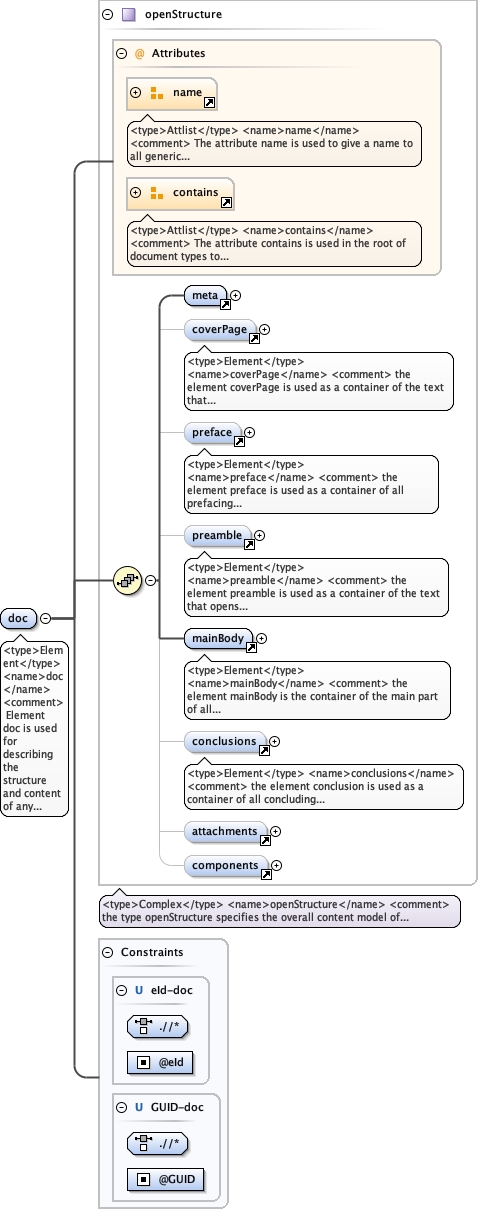 openStructure
@ Attributes
name
<type>Attlist</type> <name>name</name>
<comment> The attribute name is used to give a name to
all generic...
contains
<type>Attlist</type> <name>contains</name>
<comment> The attribute contains is used in the root of
document types to...
meta
coverPage
<type>Element</type>
<name>coverPage</name> <comment> the
element coverPage is used as a container of the text
that...
preface
<type>Element</type>
<name>preface</name> <comment> the
element preface is used as a container of all
prefacing...
preamble
<type>Element</type>
<name>preamble</name> <comment> the
element preamble is used as a container of the text
that opens...
doc
<type>Elem
ent</type>
<name>doc
</name>
<comment>
Element
doc is used
for
describing
the
structure
and content
of any...
mainBody
<type>Element</type>
<name>mainBody</name> <comment> the
element mainBody is the container of the main part
of all...
conclusions
<type>Element</type> <name>conclusions</name>
<comment> the element conclusion is used as a
container of all concluding...
attachments
components
<type>Complex</type> <name>openStructure</name> <comment>
the type openStructure specifies the overall content model of...
Constraints
U eId-doc
.//*
@eId
U GUID-doc
.//*
@GUID